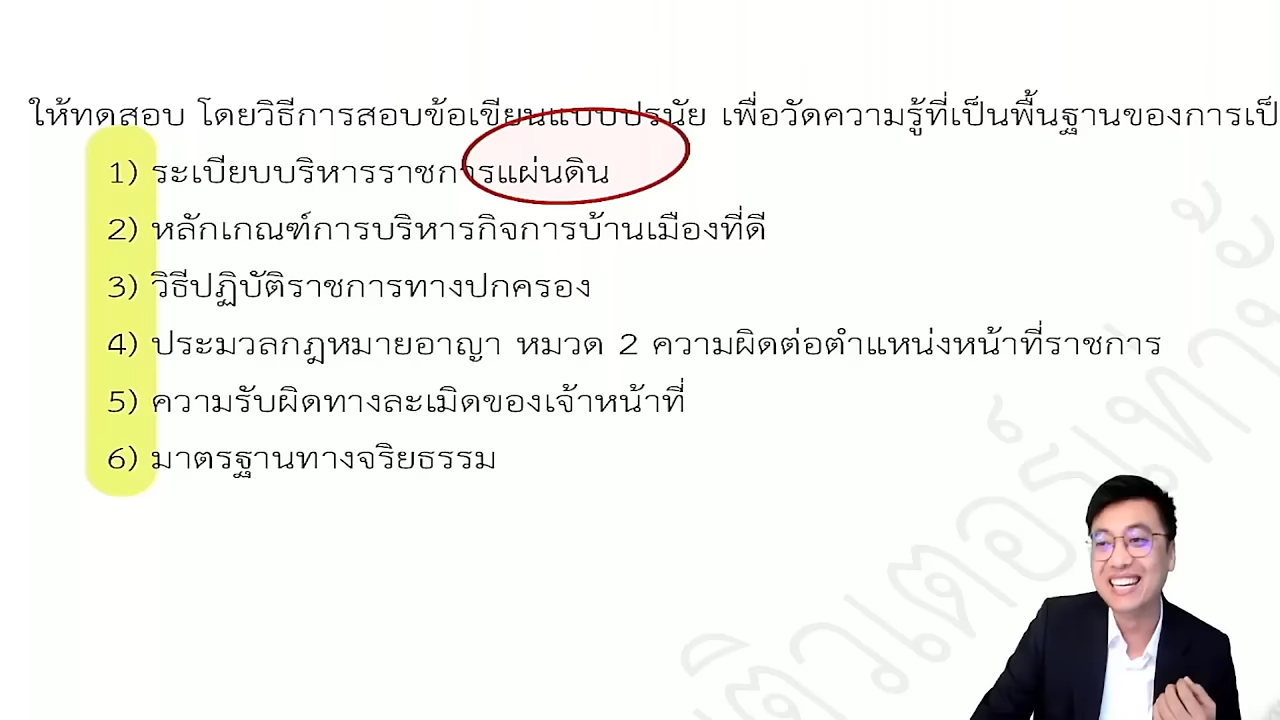 ให้ทดสอบ โดยวิธีการสอบข้อเขียนแบบปรนัย เพื่อวัดความรู้ที่เป็นพื้นฐานของการเป็
1) ระเบียบบริหารราชการแผ่นดิน
2) หลักเกณฑ์การบริหารกิจการบ้านเมืองที่ดี
3) วิธีปฏิบัติราชการทางปกครอง
4) ประมวลกฎหมายอาญา หมวด 2 ความผิดต่อตำแหน่งหน้าที่ราชการ
5) ความรับผิดทางละเมิดของเจ้าหน้าที่
6) มาตรฐานทางจริยธรรม